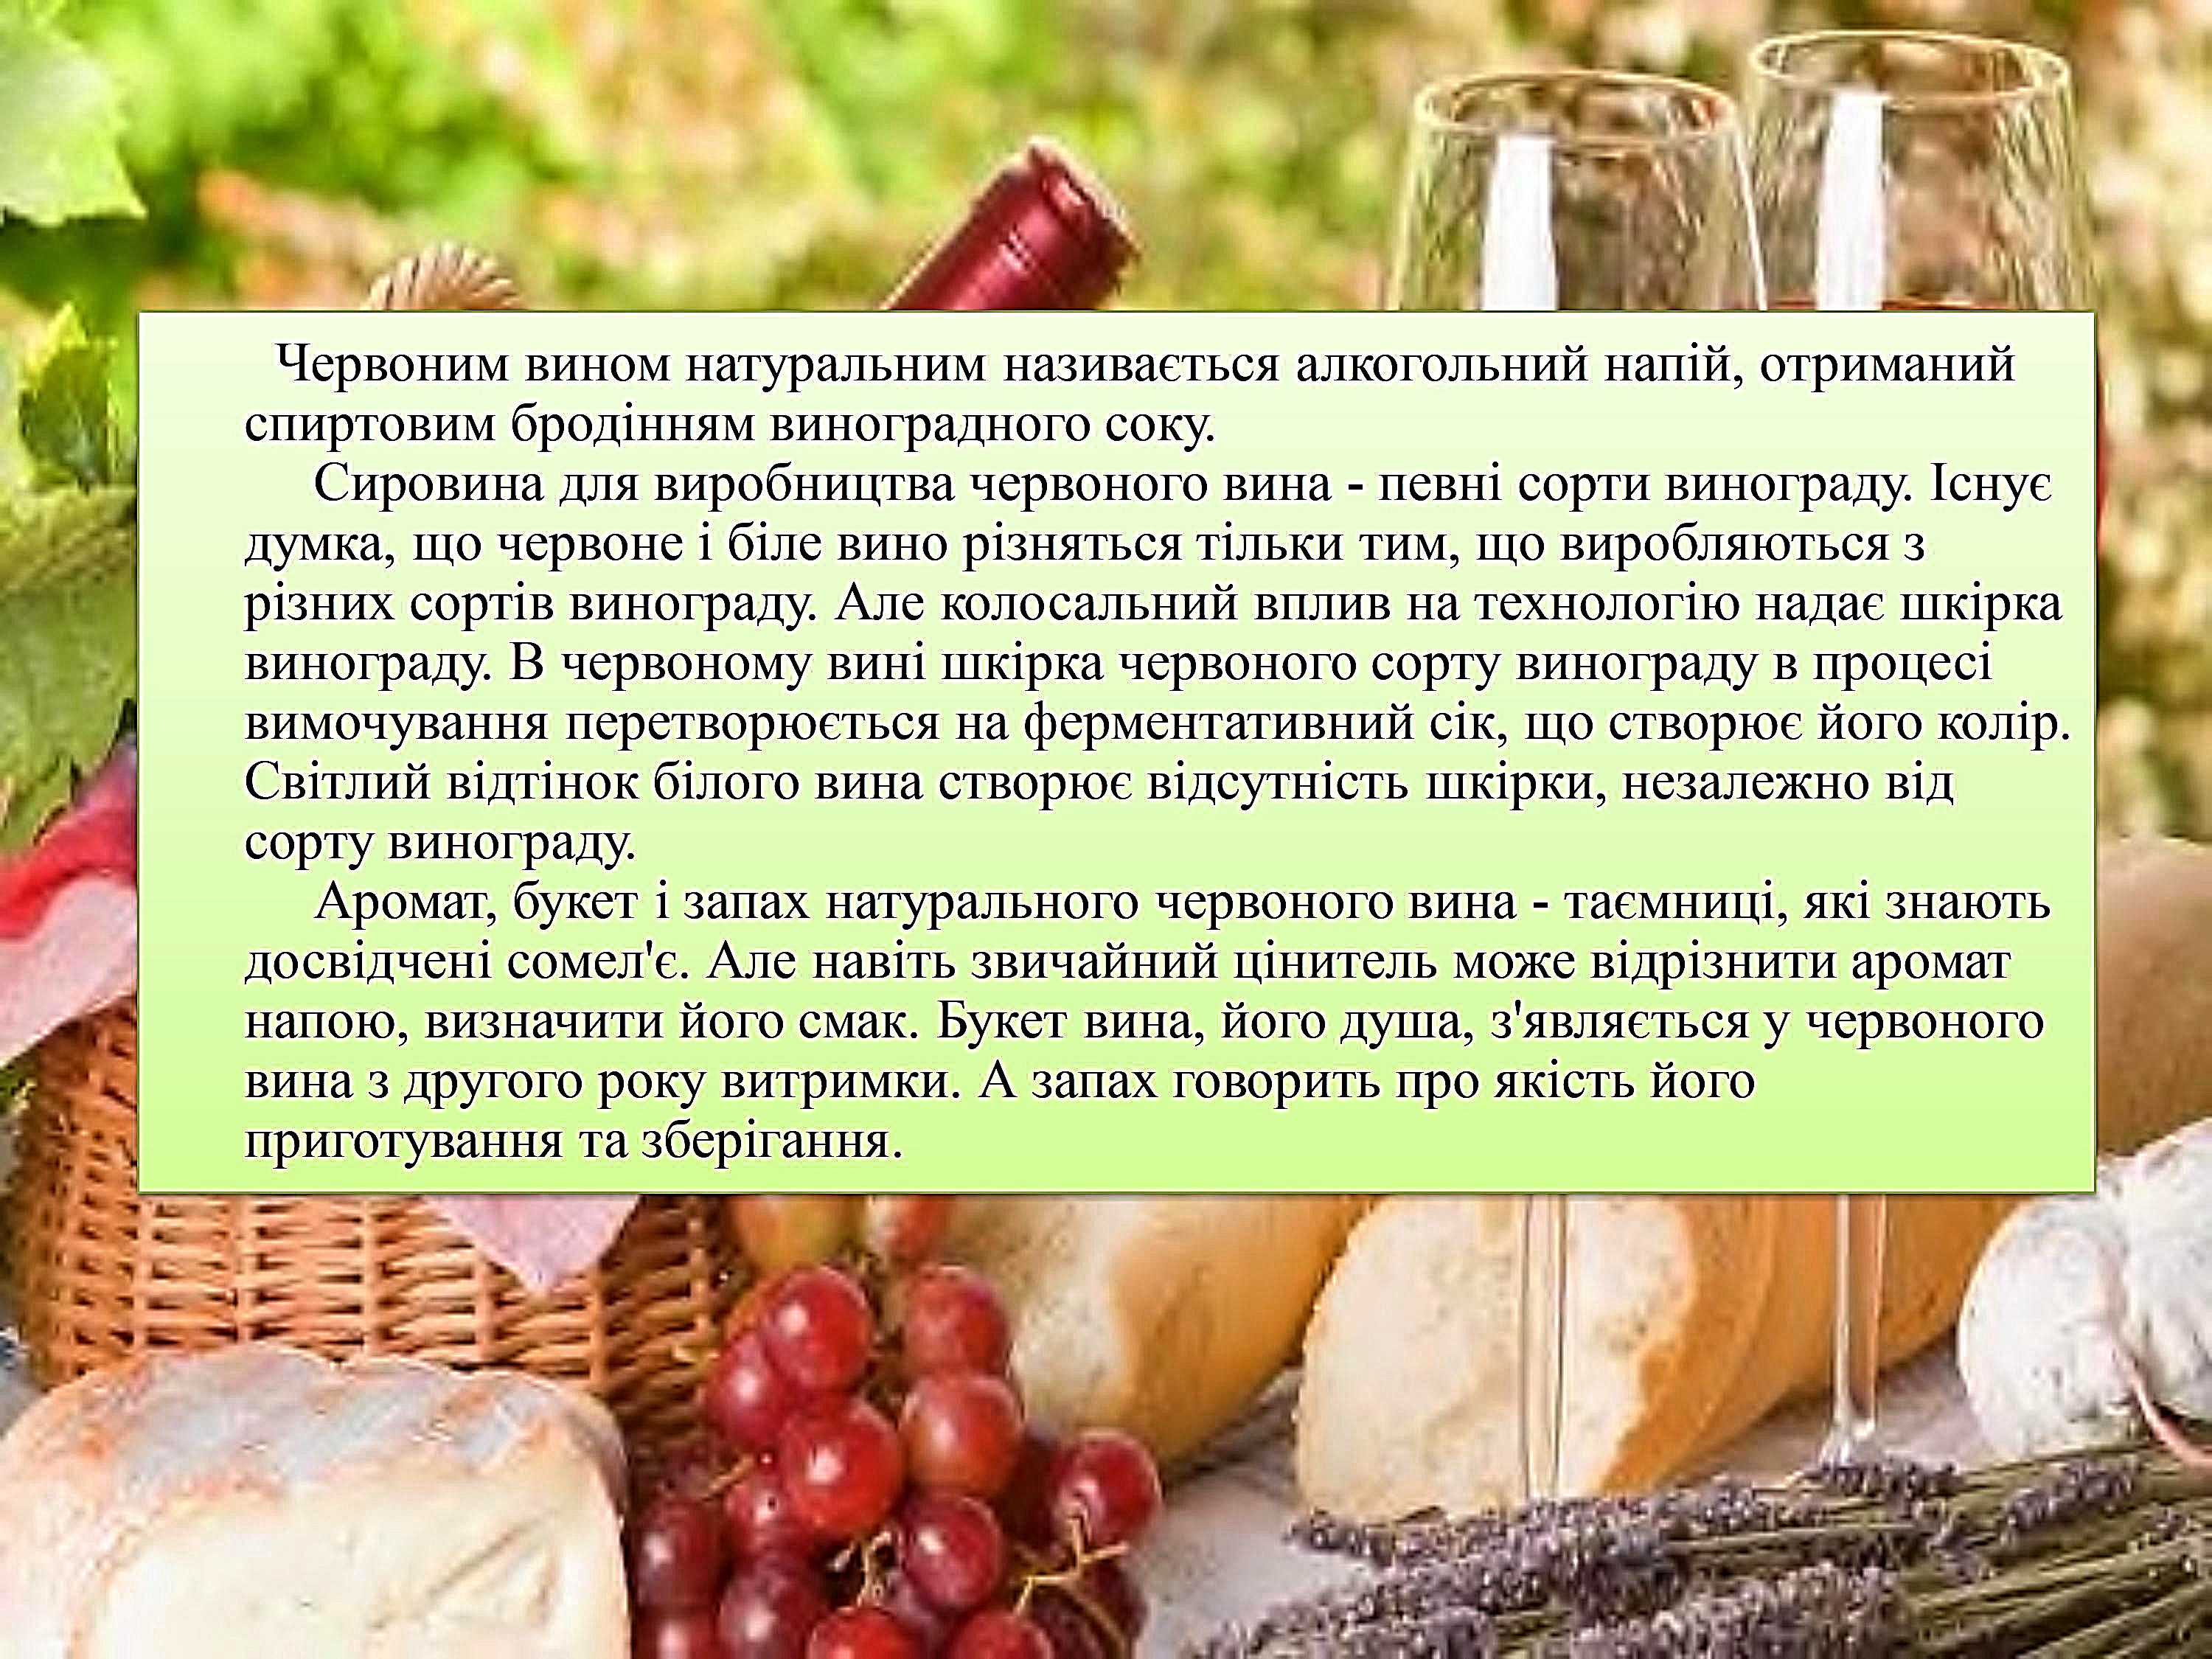 Червоним вином натуральним називається алкогольний напій, отриманий
спиртовим бродінням виноградного соку.
Сировина для виробництва червоного вина - певні сорти винограду. Існує
думка, що червоне і біле вино різняться тільки тим, що виробляються з
різних сортів винограду. Але колосальний вплив на технологію надає шкірка
винограду. В червоному вині шкірка червоного сорту винограду в процесі
вимочування перетворюється на ферментативний сік, що створює його колір.
Світлий відтінок білого вина створює відсутність шкірки, незалежно від
сорту винограду.
Аромат, букет і запах натурального червоного вина - таємниці, які знають
досвідчені сомел'є. Але навіть звичайний цінитель може відрізнити аромат
напою, визначити його смак. Букет вина, його душа, з'являється у червоного
вина з другого року витримки. А запах говорить про якість його
приготування та зберігання.